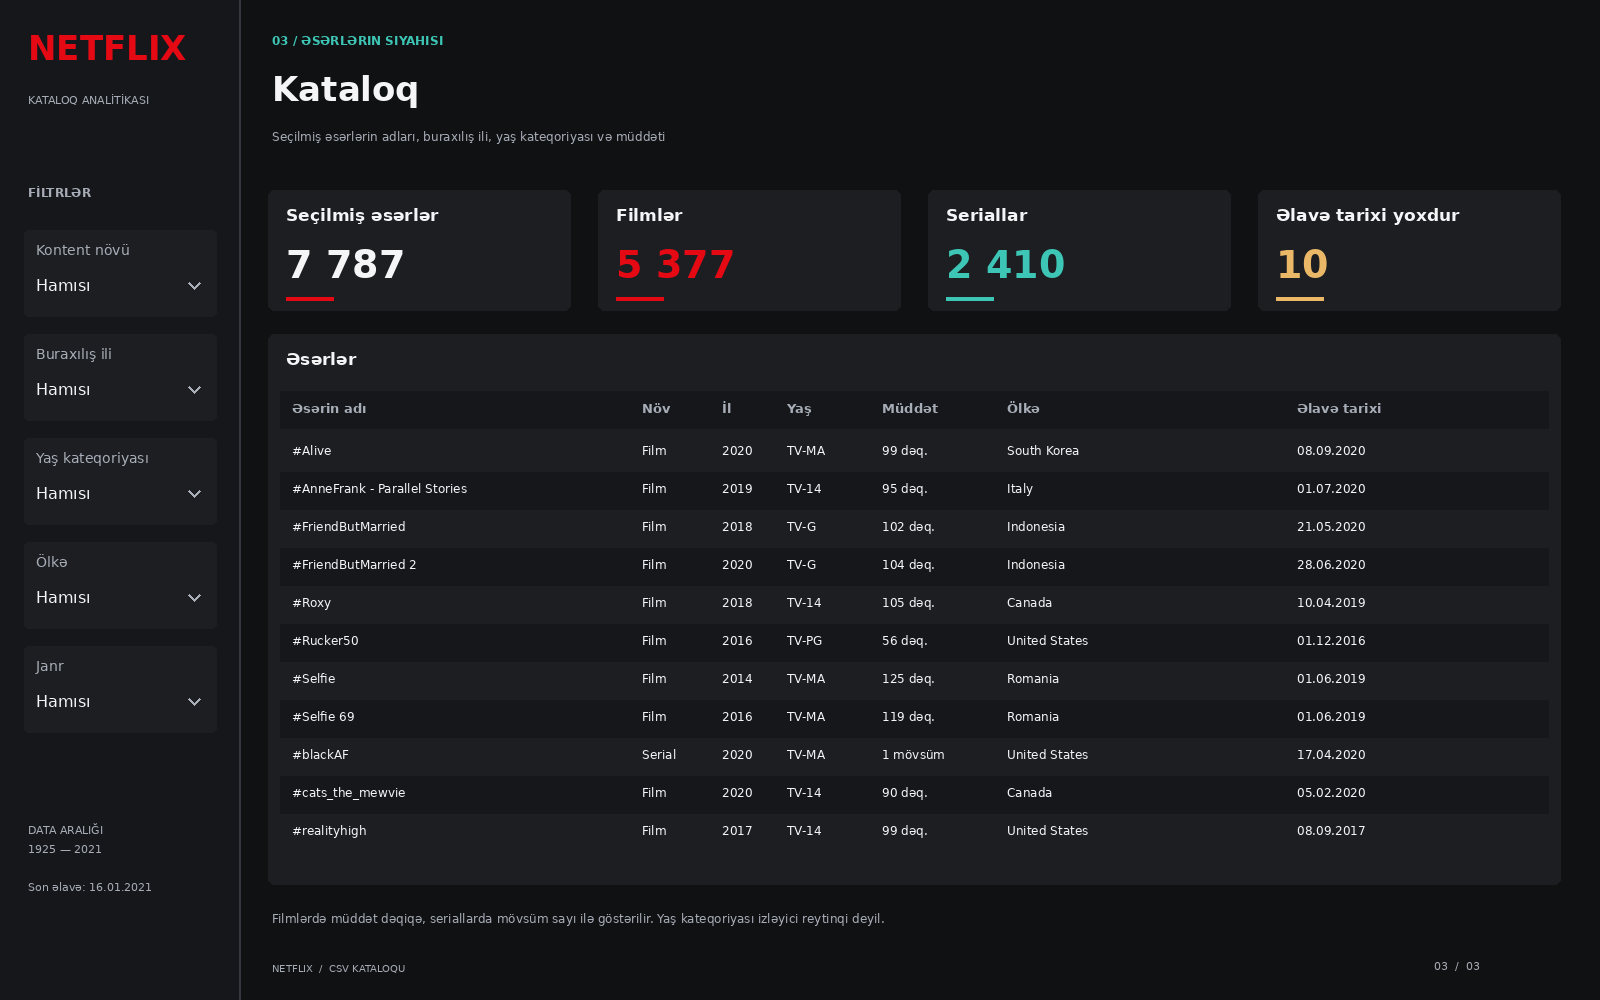 NETFLIX
KATALOQ ANALİTİKASI
FİLTRLƏR
Kontent növü
Hamısı
Buraxılış ili
Hamısı
Yaş kateqoriyası
Hamısı
Ölkə
Hamısı
Janr
Hamısı
DATA ARALIĞI
1925 — 2021
Son əlavə: 16.01.2021
03 / ƏSƏRLƏRIN SIYAHISI
Kataloq
Seçilmiş əsərlərin adları, buraxılış ili, yaş kateqoriyası və müddəti
Seçilmiş əsərlər
7 787
Filmlər
5 377
Seriallar
2 410
Əlavə tarixi yoxdur
10
Əsərlər
Əsərin adı Növ İl Yaş Müddət Ölkə Əlavə tarixi
#Alive Film 2020 TV-MA 99 dəq. South Korea 08.09.2020
#AnneFrank - Parallel Stories Film 2019 TV-14 95 dəq. Italy 01.07.2020
#FriendButMarried Film 2018 TV-G 102 dəq. Indonesia 21.05.2020
#FriendButMarried 2 Film 2020 TV-G 104 dəq. Indonesia 28.06.2020
#Roxy Film 2018 TV-14 105 dəq. Canada 10.04.2019
#Rucker50 Film 2016 TV-PG 56 dəq. United States 01.12.2016
#Selfie Film 2014 TV-MA 125 dəq. Romania 01.06.2019
#Selfie 69 Film 2016 TV-MA 119 dəq. Romania 01.06.2019
#blackAF Serial 2020 TV-MA 1 mövsüm United States 17.04.2020
#cats_the_mewvie Film 2020 TV-14 90 dəq. Canada 05.02.2020
#realityhigh Film 2017 TV-14 99 dəq. United States 08.09.2017
Filmlərdə müddət dəqiqə, seriallarda mövsüm sayı ilə göstərilir. Yaş kateqoriyası izləyici reytinqi deyil.
NETFLIX / CSV KATALOQU
03 / 03